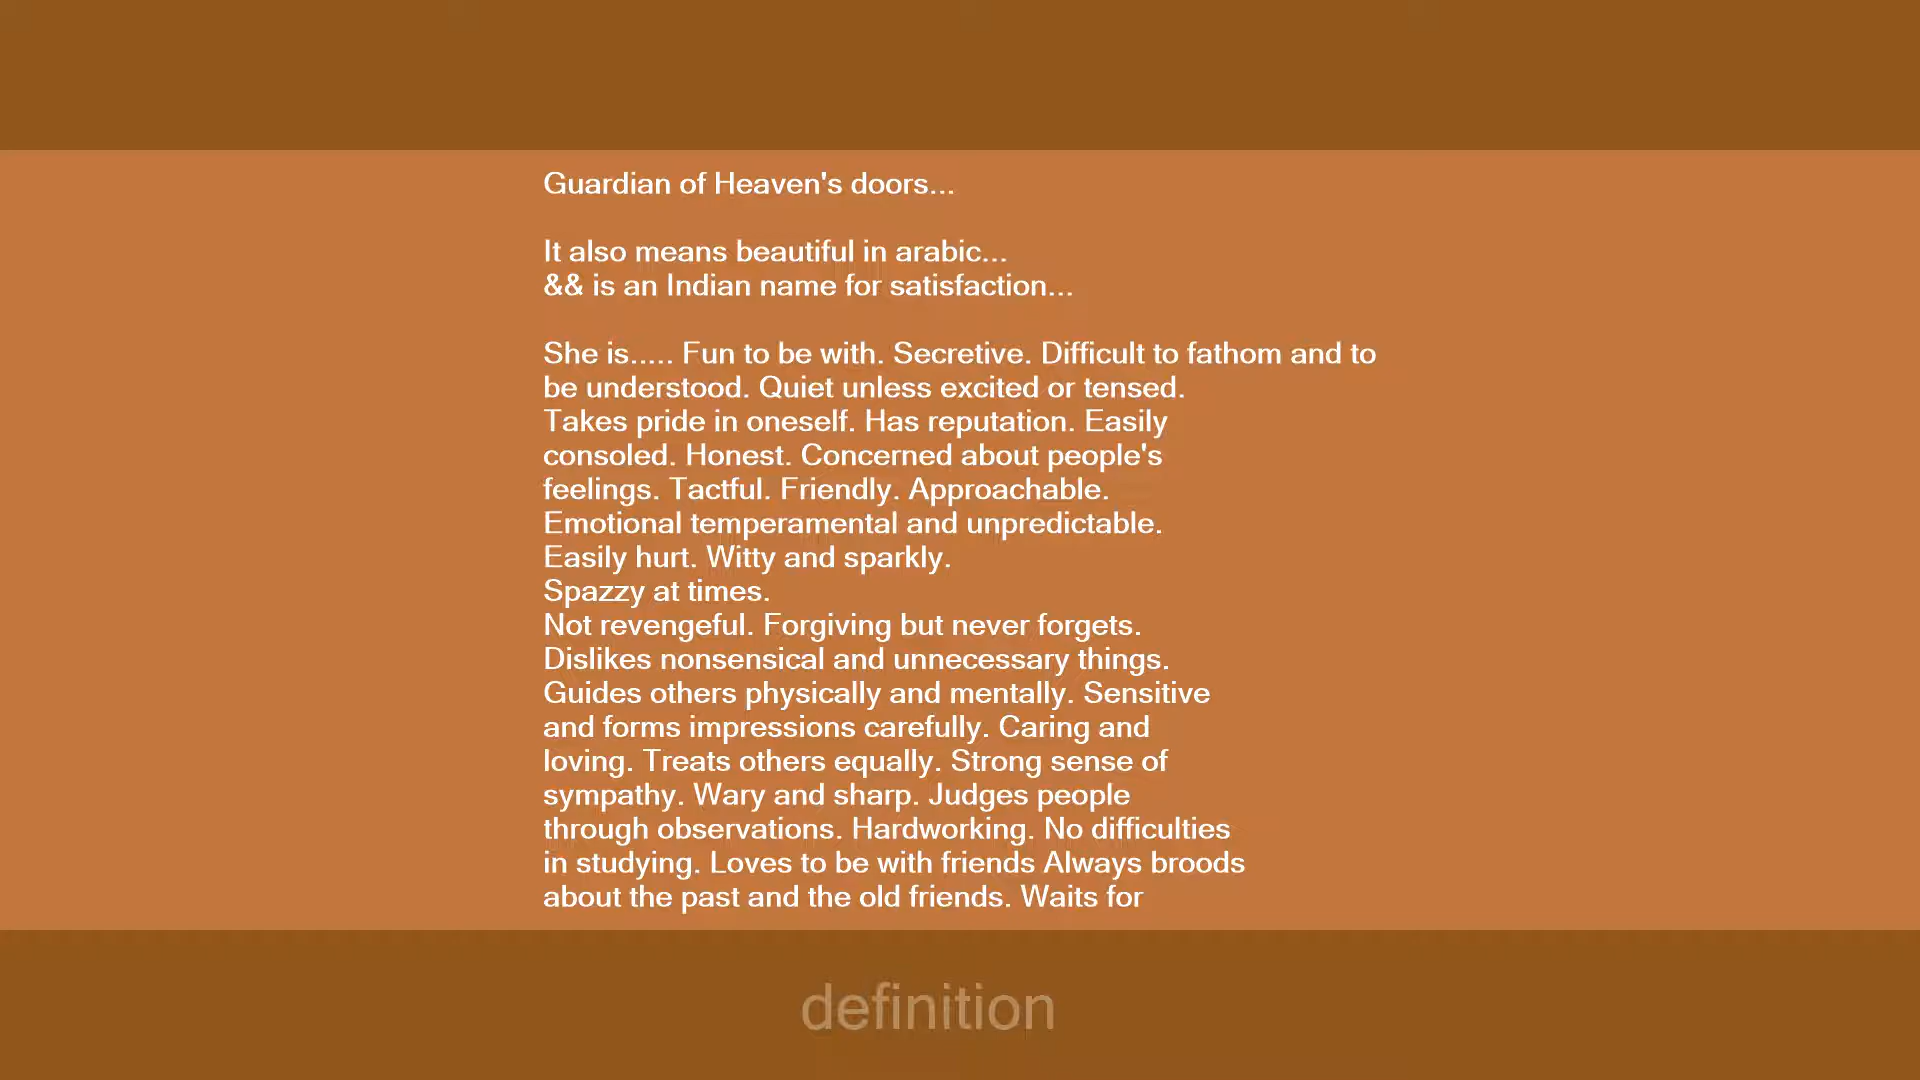 Guardian of Heaven's doors...
It also means beautiful in arabic...
&& is an Indian name for satisfaction...
She is..... Fun to be with. Secretive. Difficult to fathom and to
be understood. Quiet unless excited or tensed.
Takes pride in oneself. Has reputation. Easily
consoled. Honest. Concerned about people's
feelings. Tactful. Friendly. Approachable.
Emotional temperamental and unpredictable.
Easily hurt. Witty and sparkly.
Spazzy at times.
Not revengeful. Forgiving but never forgets.
Dislikes nonsensical and unnecessary things.
Guides others physically and mentally. Sensitive
and forms impressions carefully. Caring and
loving. Treats others equally. Strong sense of
sympathy. Wary and sharp. Judges people
through observations. Hardworking. No difficulties
in studying. Loves to be with friends Always broods
about the past and the old friends. Waits for
definition